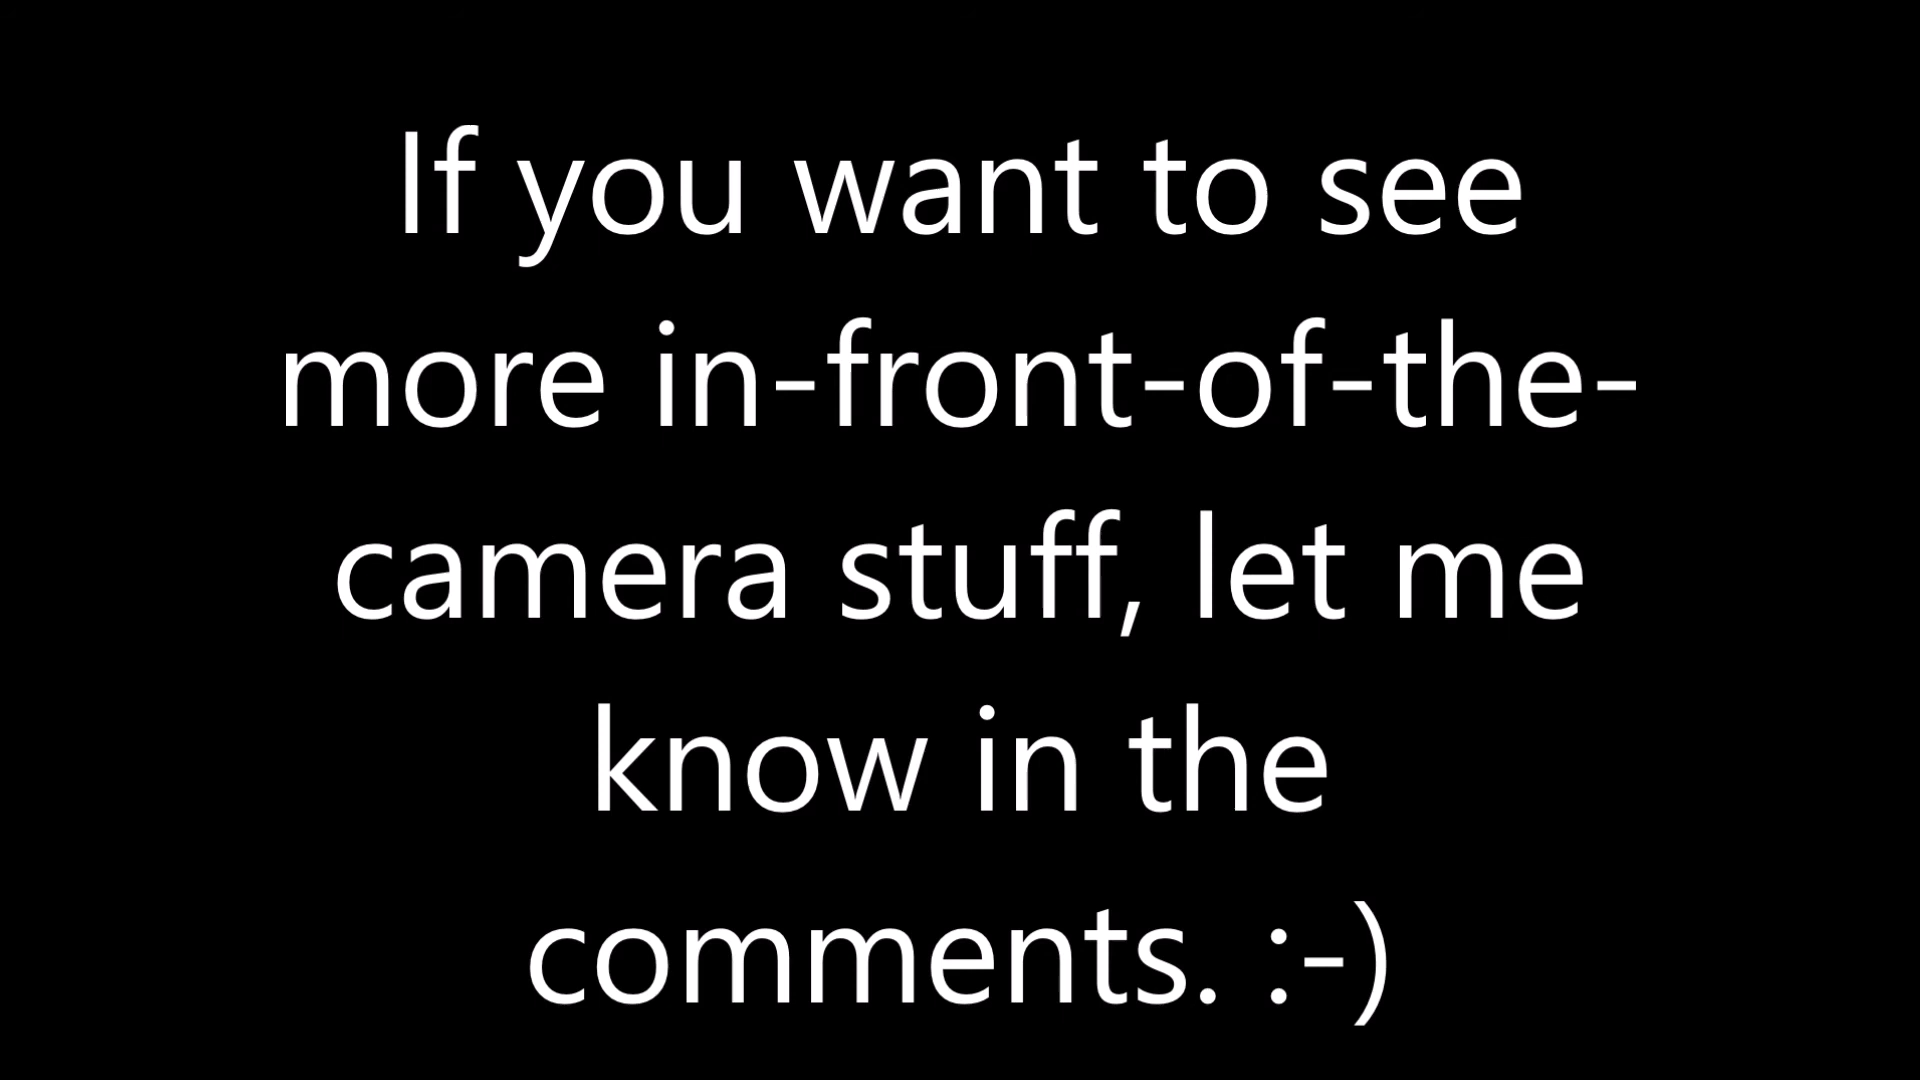 If you want to see
more in-front-of-the-
camera stuff, let me
know in the
comments. :-)